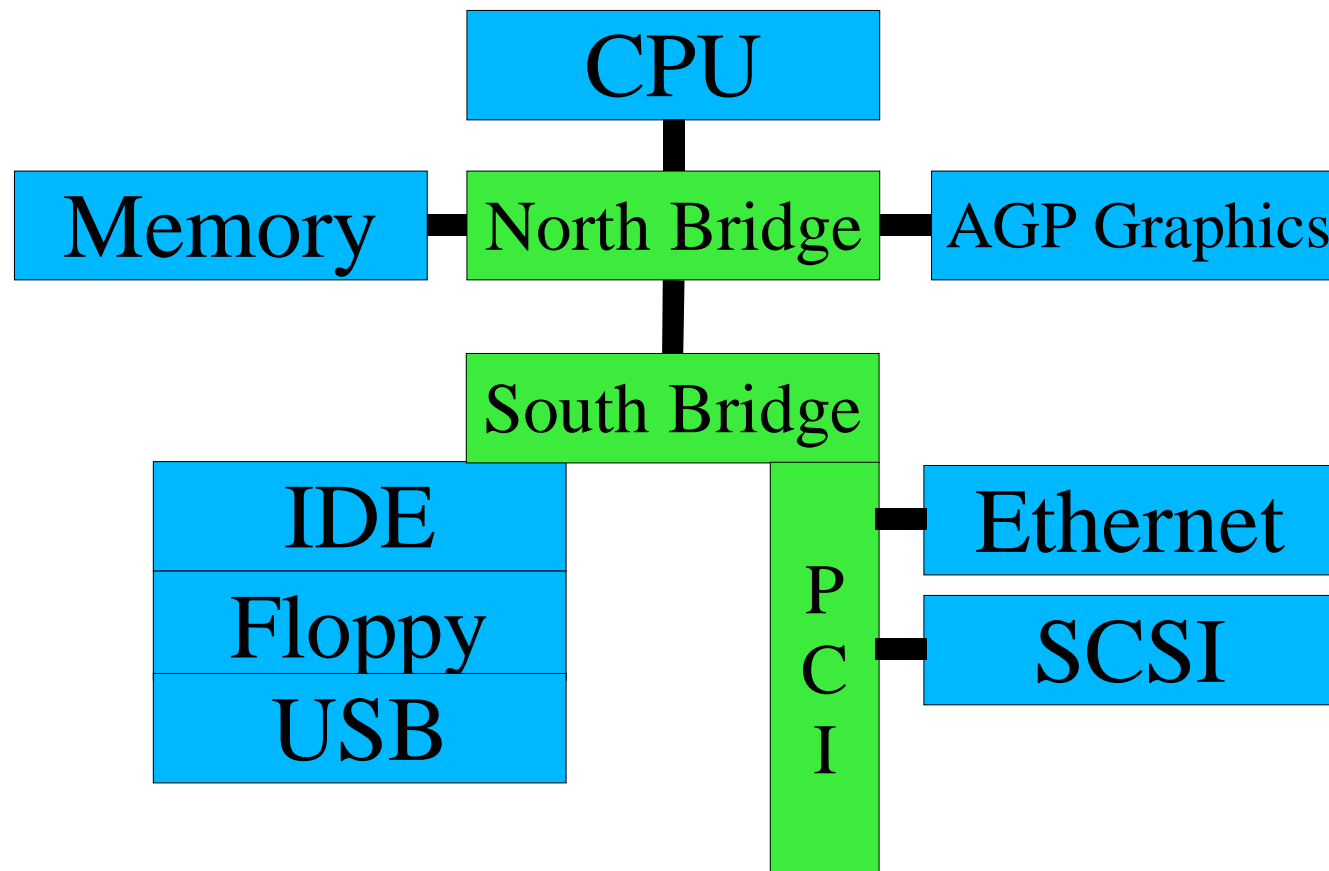 CPU
Memory
North Bridge
AGP Graphics
South Bridge
IDE
Floppy
USB
P
C
I
Ethernet
SCSI